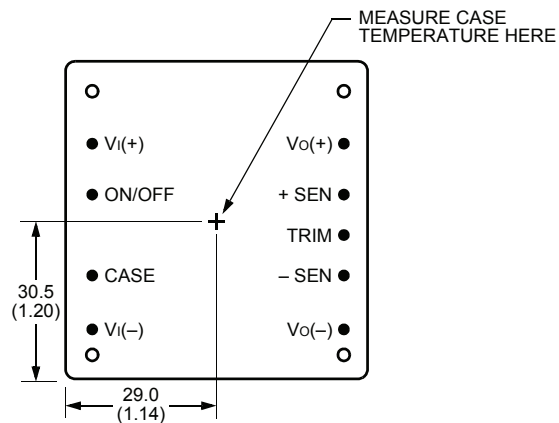 MEASURE CASE
TEMPERATURE HERE
VI(+)
VO(+)
ON/OFF
+ SEN
TRIM
CASE
– SEN
30.5
(1.20)
VI(–)
VO(–)
29.0
(1.14)